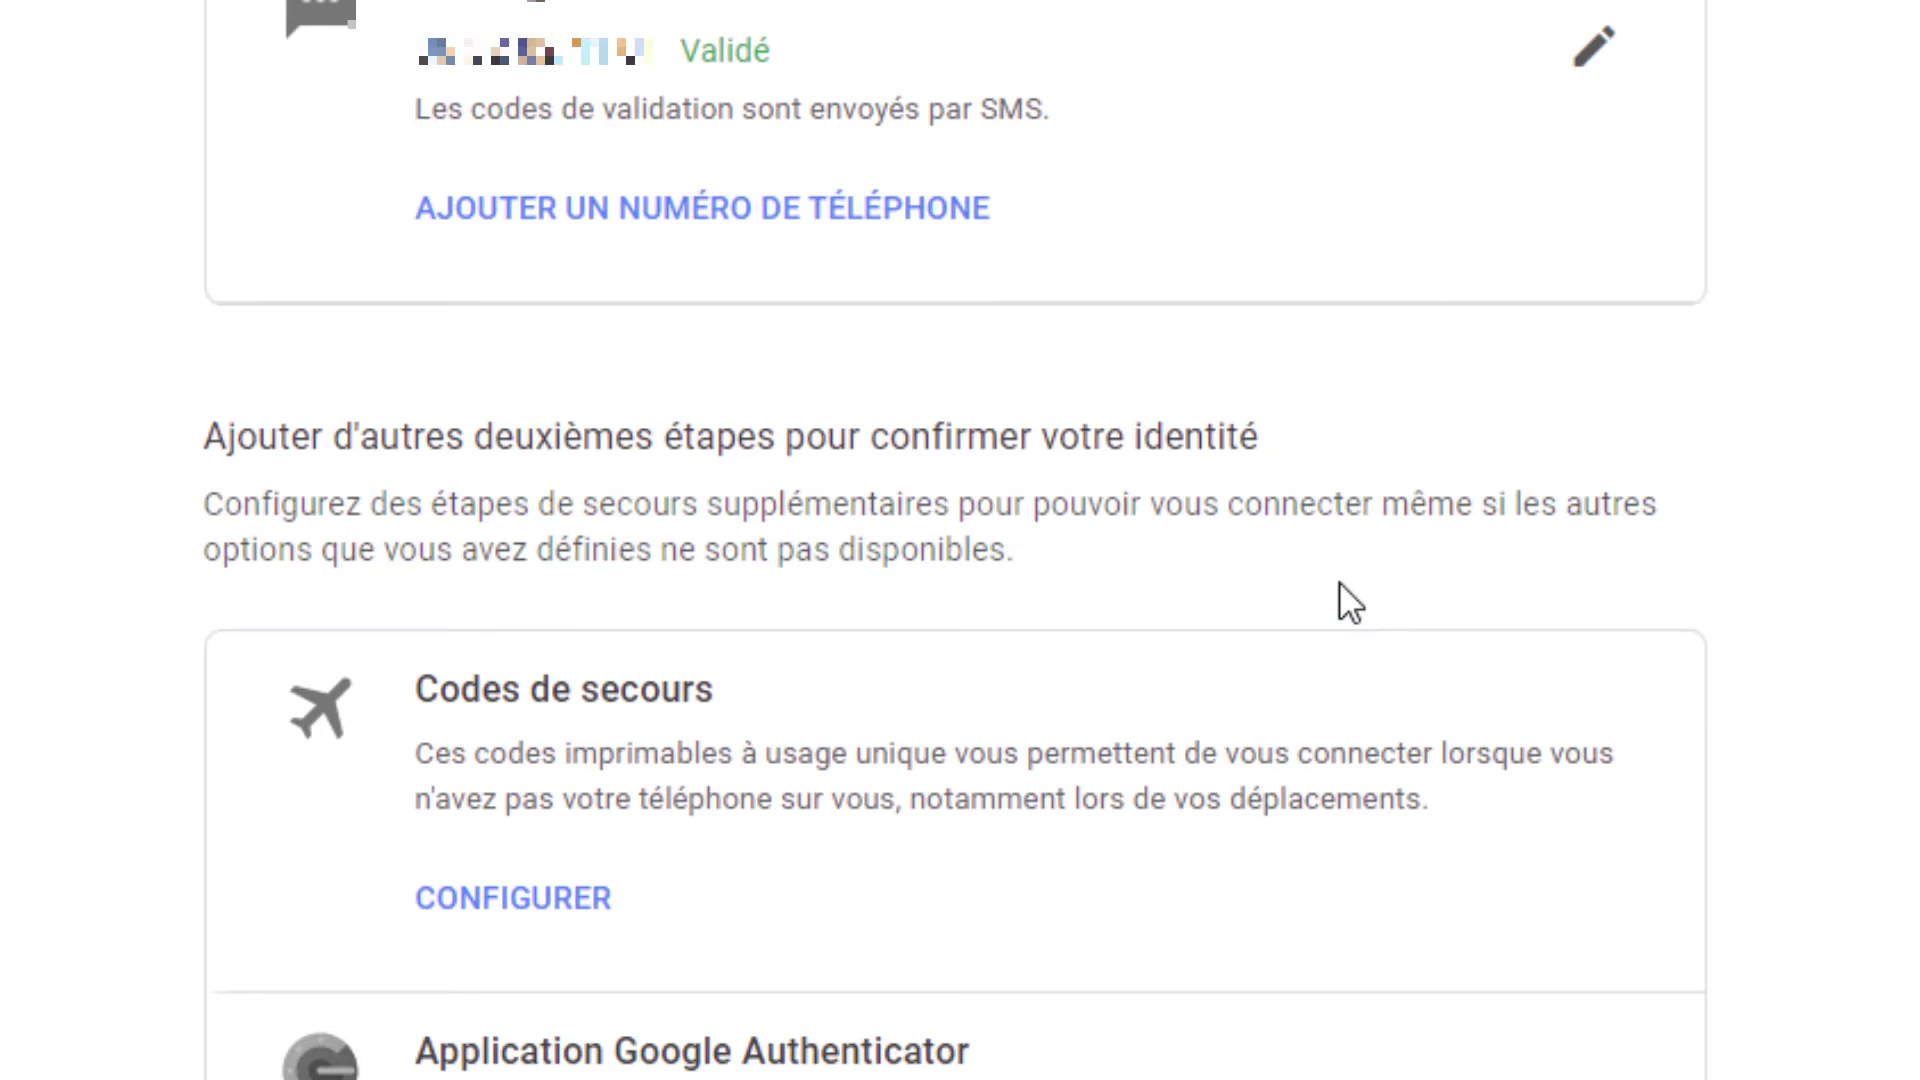 Validé
Les codes de validation sont envoyés par SMS.
AJOUTER UN NUMÉRO DE TÉLÉPHONE
Ajouter d'autres deuxièmes étapes pour confirmer votre identité
Configurez des étapes de secours supplémentaires pour pouvoir vous connecter même si les autres
options que vous avez définies ne sont pas disponibles.
Codes de secours
Ces codes imprimables à usage unique vous permettent de vous connecter lorsque vous
n'avez pas votre téléphone sur vous, notamment lors de vos déplacements.
CONFIGURER
Application Google Authenticator